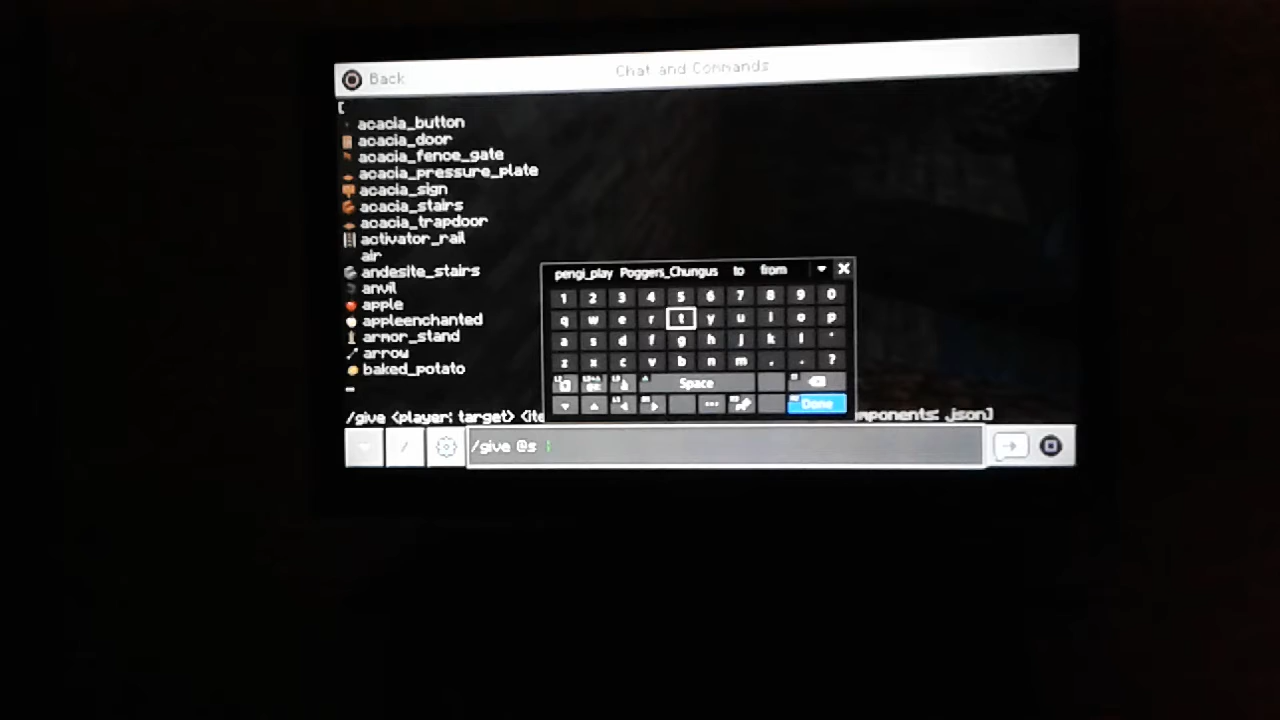 Back
Chat and Commands
[
acacia_button
acacia_door
acacia_fence_gate
acacia_pressure_plate
acacia_sign
acacia_stairs
acacia_trapdoor
activator_rail
air
andesite_stairs
anvil
apple
appleenchanted
armor_stand
arrow
baked_potato
pengi_play Poggers_Chungus to from
1 2 3 4 5 6 7 8 9 0
q w e r t y u i o p
a s d f g h j k l
z x c v b n m , . ?
Space
... Done
/give <player: target> <ite mponents: json]
/ /give @s